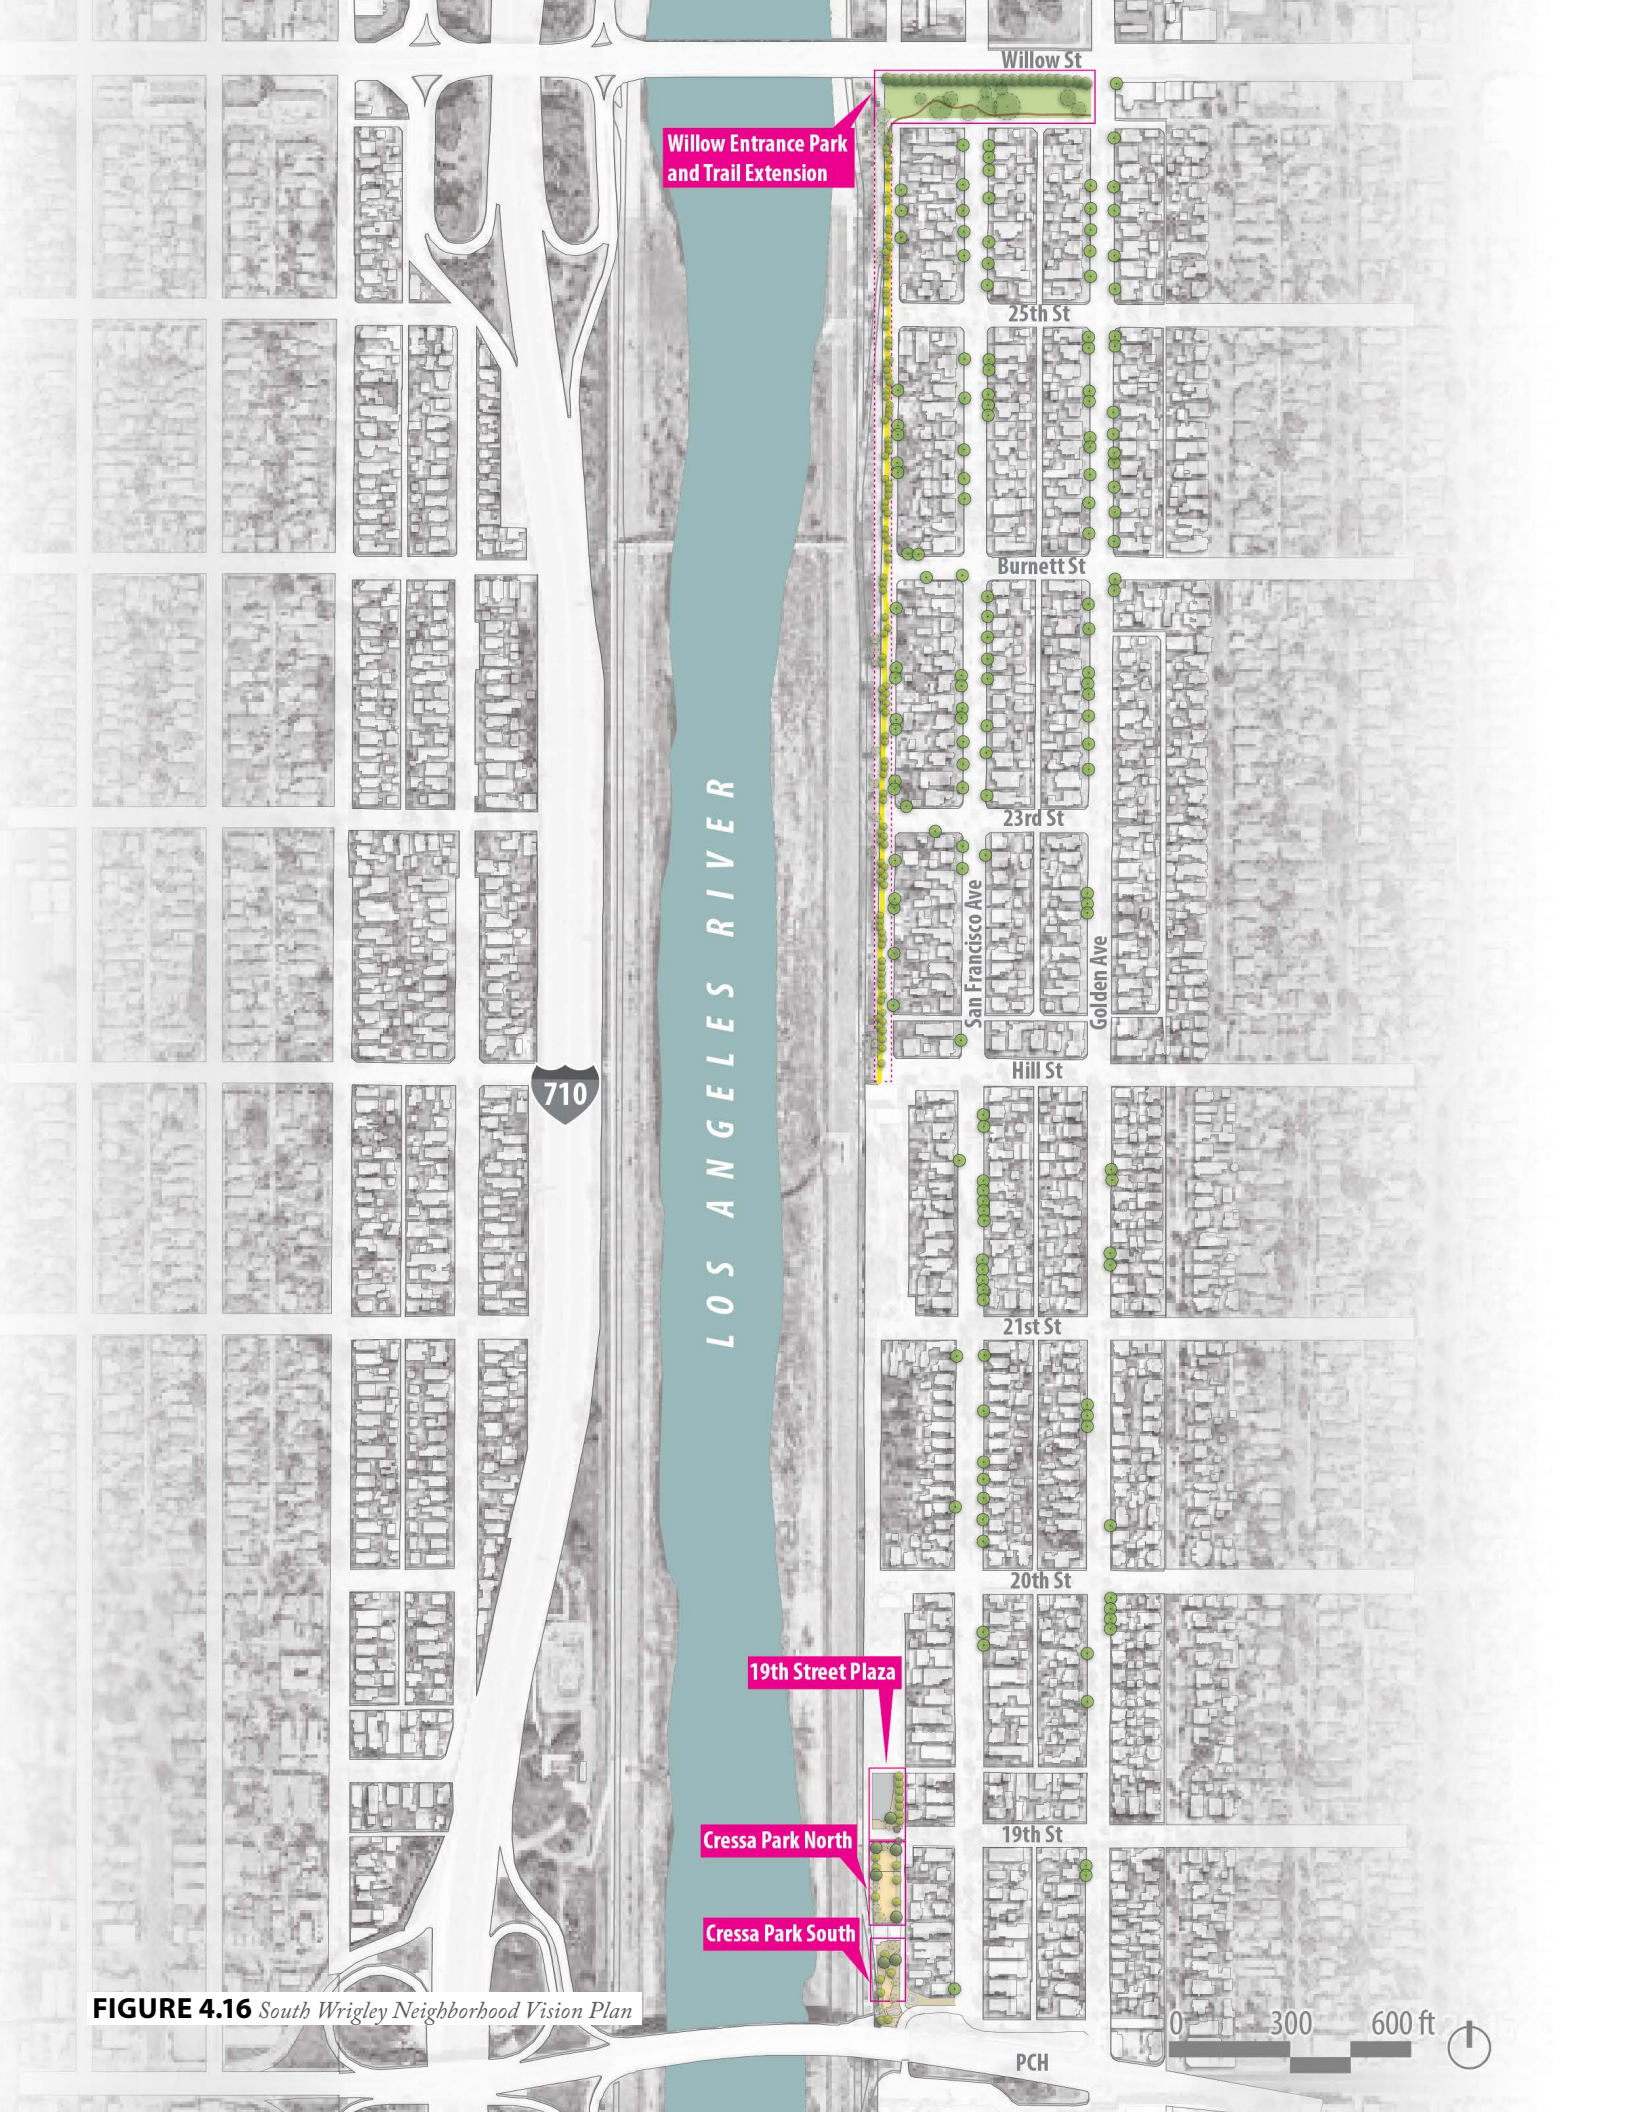 Willow St
Willow Entrance Park
and Trail Extension
25th St
Burnett St
23rd St
San Francisco Ave
Golden Ave
LOS ANGELES RIVER
Hill St
710
21st St
20th St
19th Street Plaza
19th St
Cressa Park North
Cressa Park South
FIGURE 4.16 South Wrigley Neighborhood Vision Plan
0 300 600 ft
PCH